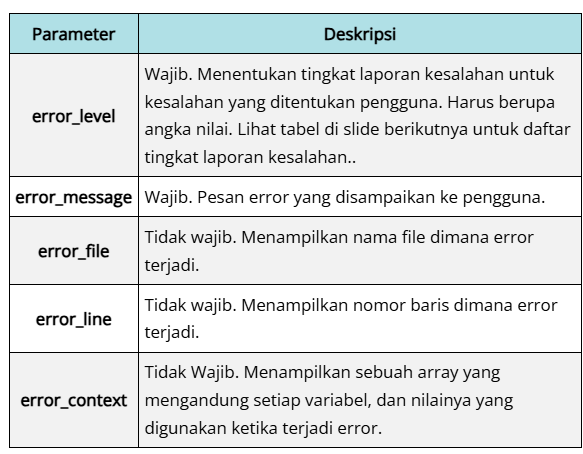 Parameter Deskripsi
error_level
Wajib. Menentukan tingkat laporan kesalahan untuk
kesalahan yang ditentukan pengguna. Harus berupa
angka nilai. Lihat tabel di slide berikutnya untuk daftar
tingkat laporan kesalahan..
error_message Wajib. Pesan error yang disampaikan ke pengguna.
error_file
Tidak wajib. Menampilkan nama file dimana error
terjadi.
error_line
Tidak wajib. Menampilkan nomor baris dimana error
terjadi.
error_context
Tidak Wajib. Menampilkan sebuah array yang
mengandung setiap variabel, dan nilainya yang
digunakan ketika terjadi error.